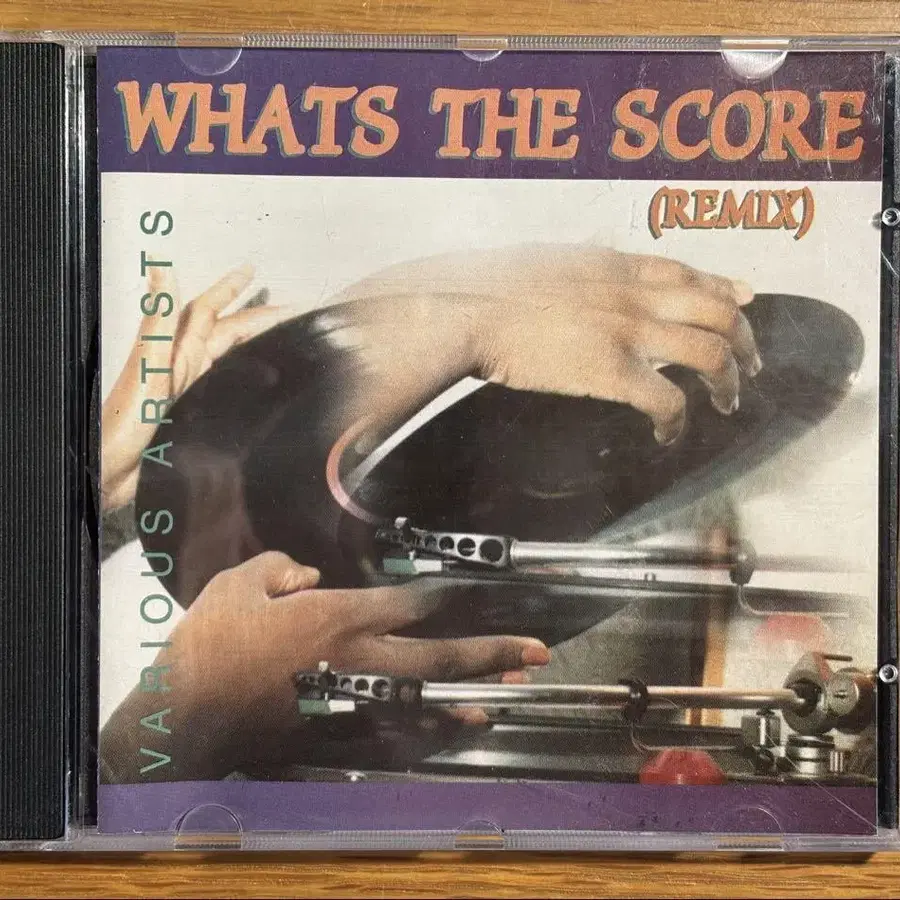 WHATS THE SCORE
(REMIX)
VARIOUS ARTISTS